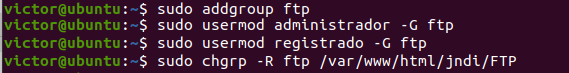 victor@ubuntu:~$ sudo addgroup ftp
victor@ubuntu:~$ sudo usermod administrador -G ftp
victor@ubuntu:~$ sudo usermod registrado -G ftp
victor@ubuntu:~$ sudo chgrp -R ftp /var/www/html/jndi/FTP